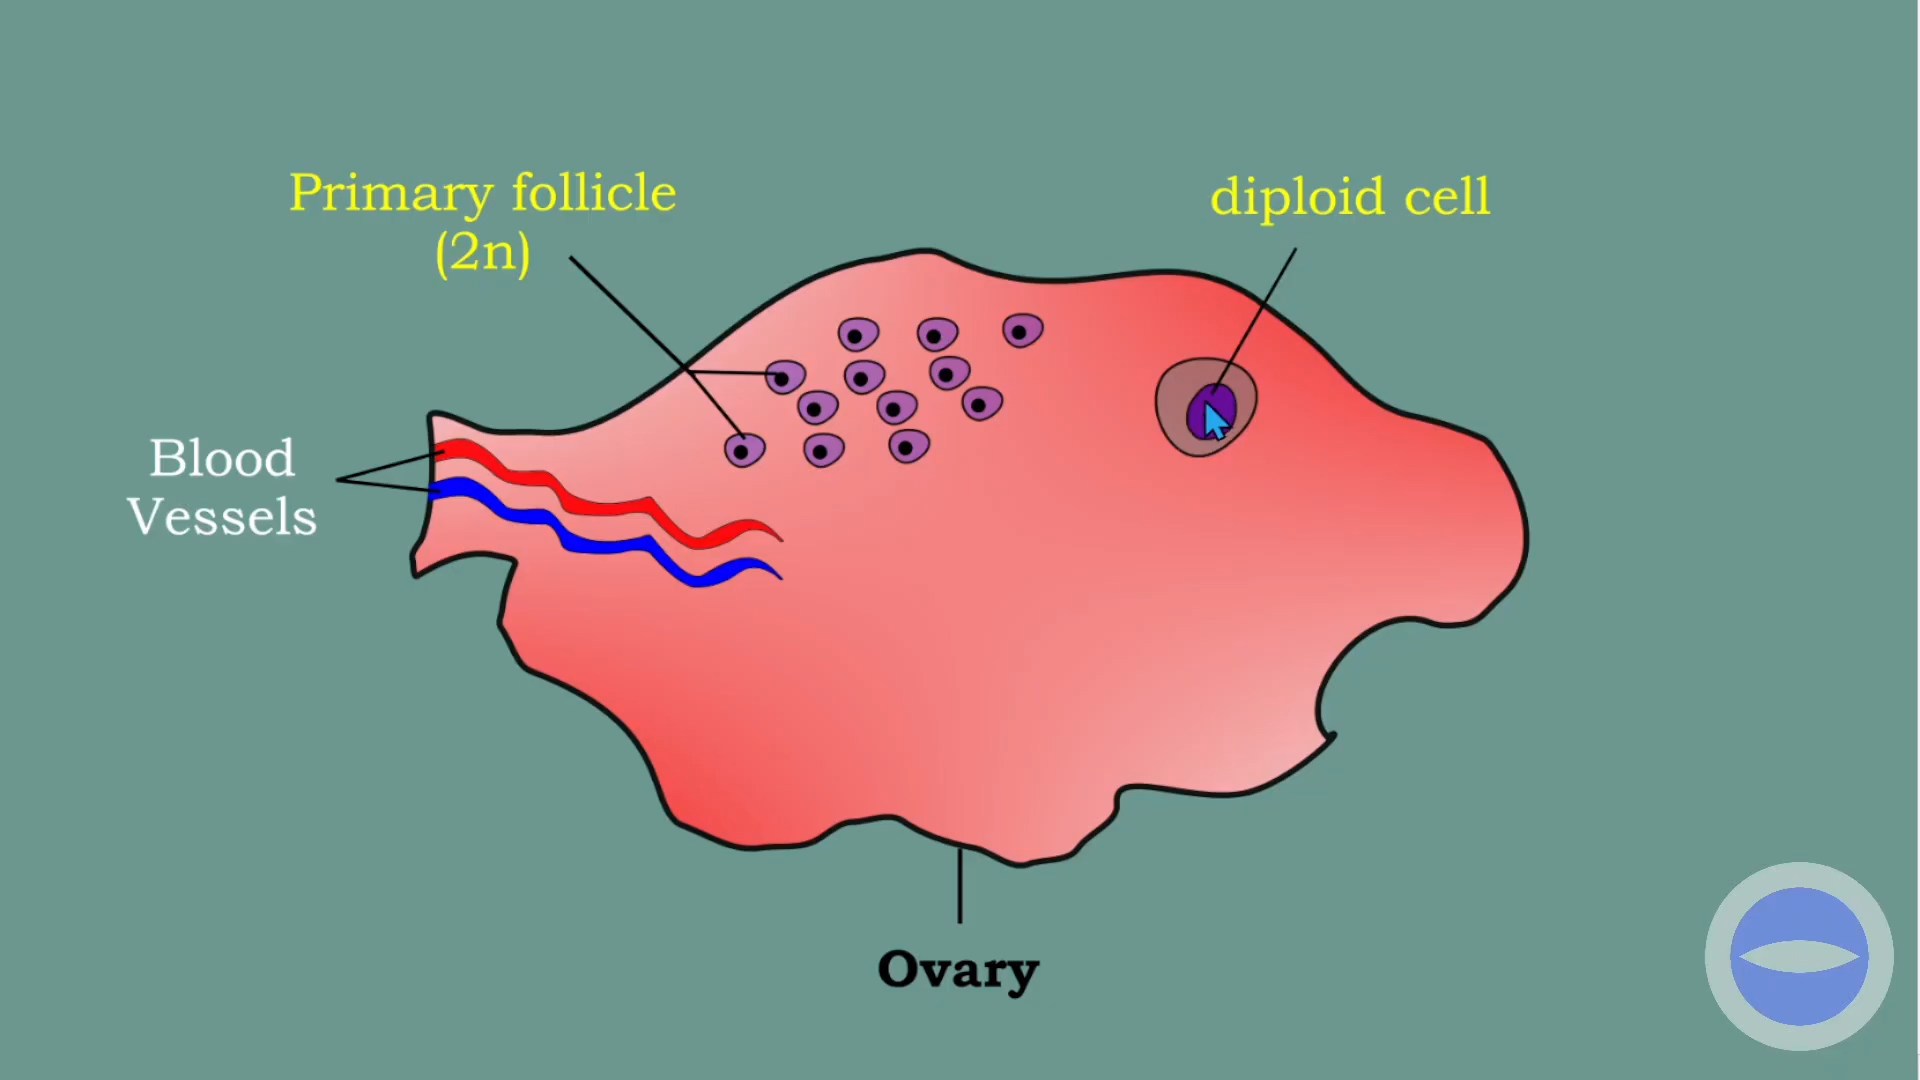 Primary follicle
(2n)
diploid cell
Blood
Vessels
Ovary